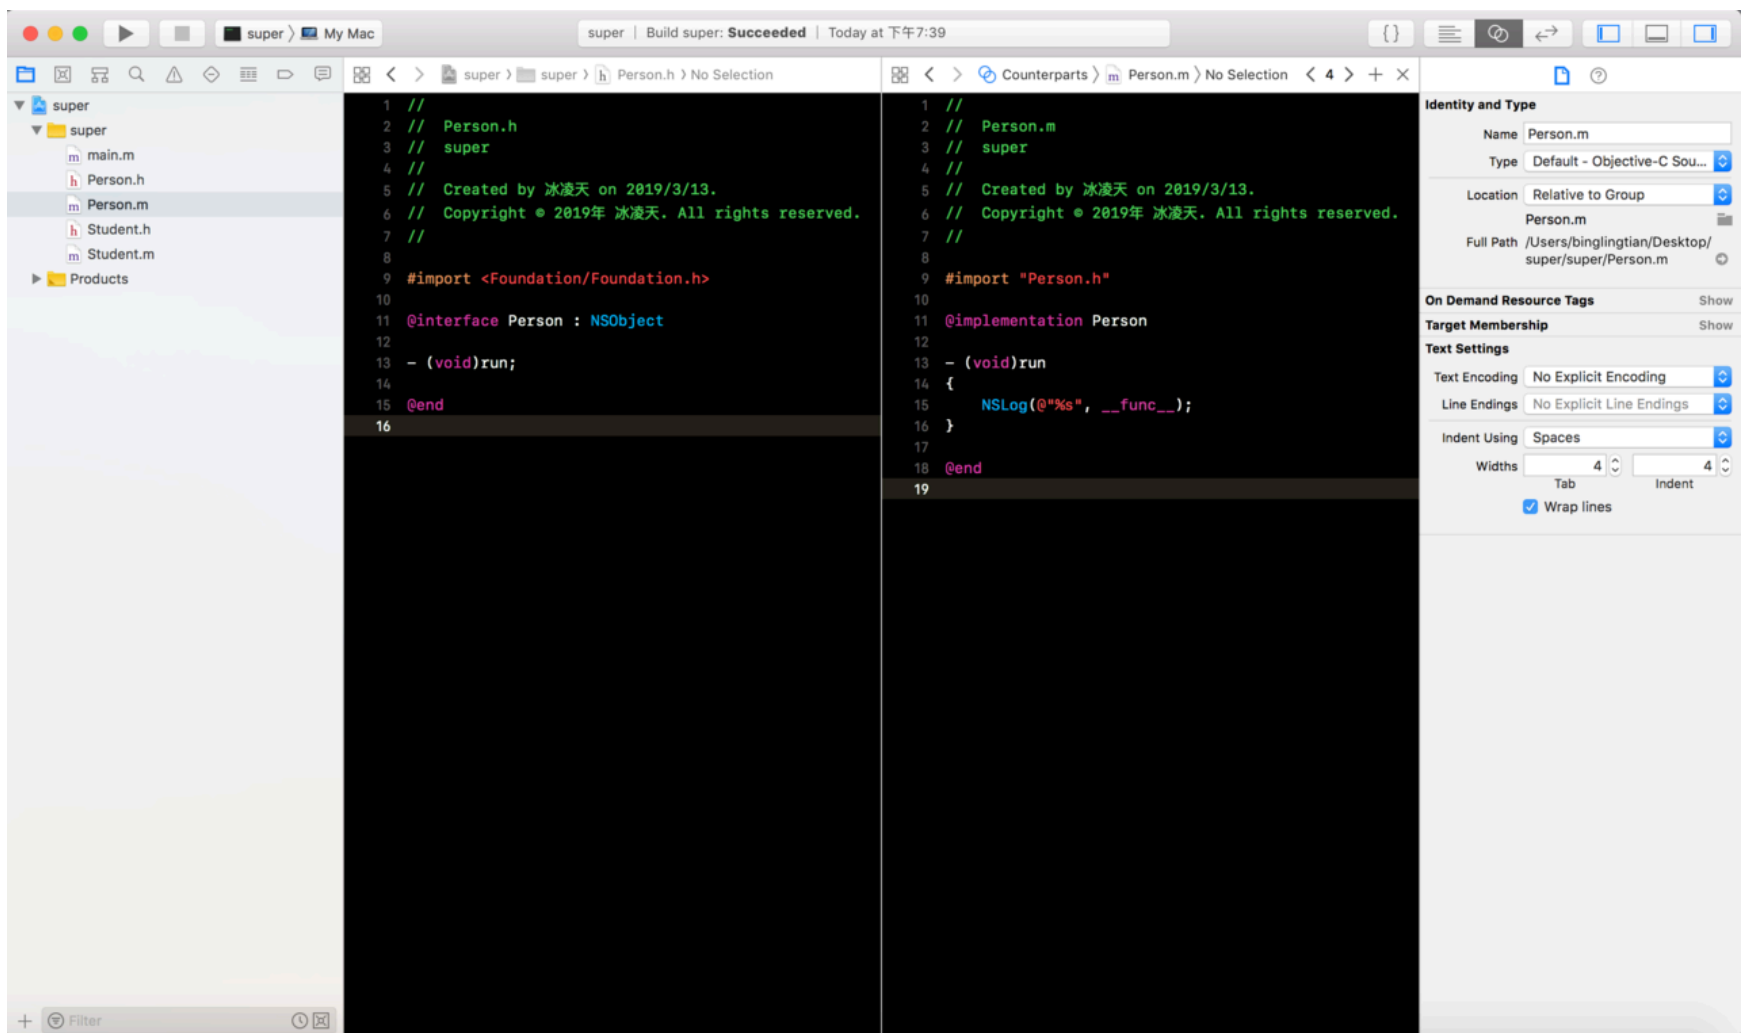 super 〉 My Mac
super | Build super: Succeeded | Today at 下午7:39
{}
super
super
main.m
Person.h
Person.m
Student.h
Student.m
Products
Filter
super 〉 super 〉 Person.h 〉 No Selection
1 //
2 // Person.h
3 // super
4 //
5 // Created by 冰凌天 on 2019/3/13.
6 // Copyright © 2019年 冰凌天. All rights reserved.
7 //
8
9 #import <Foundation/Foundation.h>
10
11 @interface Person : NSObject
12
13 - (void)run;
14
15 @end
16
Counterparts 〉 Person.m 〉 No Selection < 4 > + ×
1 //
2 // Person.m
3 // super
4 //
5 // Created by 冰凌天 on 2019/3/13.
6 // Copyright © 2019年 冰凌天. All rights reserved.
7 //
8
9 #import "Person.h"
10
11 @implementation Person
12
13 - (void)run
14 {
15     NSLog(@"%s", __func__);
16 }
17
18 @end
19
Identity and Type
Name Person.m
Type Default - Objective-C Sou...
Location Relative to Group
Person.m
Full Path /Users/binglingtian/Desktop/
super/super/Person.m
On Demand Resource Tags Show
Target Membership Show
Text Settings
Text Encoding No Explicit Encoding
Line Endings No Explicit Line Endings
Indent Using Spaces
Widths 4 4
Tab Indent
Wrap lines